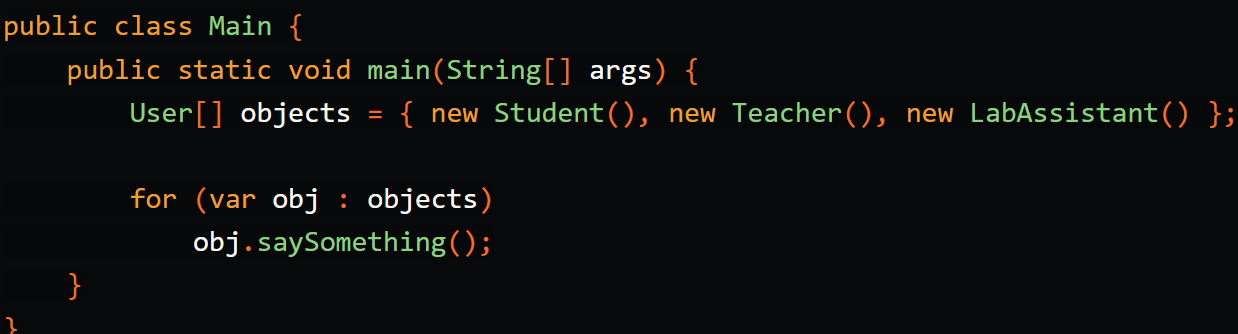 public class Main {
    public static void main(String[] args) {
        User[] objects = { new Student(), new Teacher(), new LabAssistant() };

        for (var obj : objects)
            obj.saySomething();
    }
}